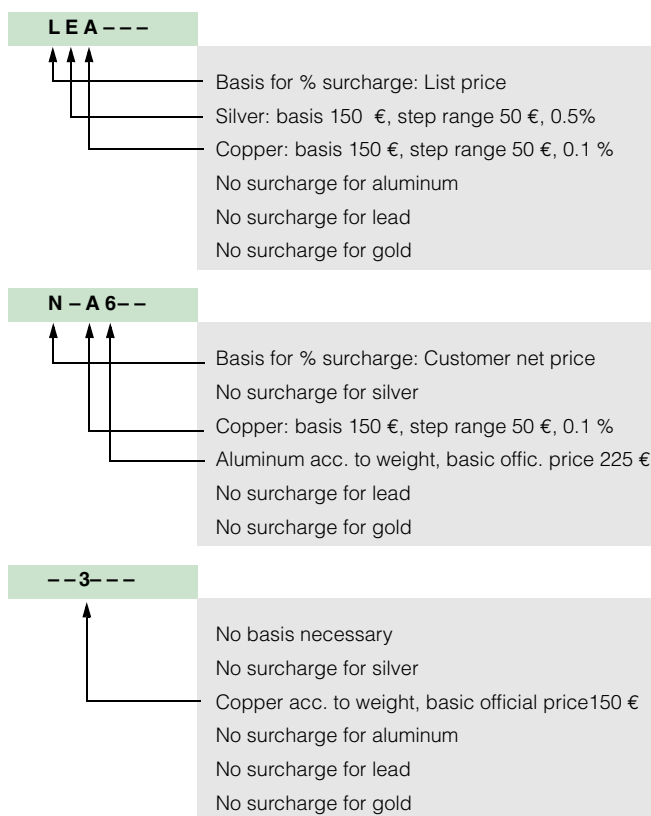 L E A – – –
Basis for % surcharge: List price
Silver: basis 150 €, step range 50 €, 0.5%
Copper: basis 150 €, step range 50 €, 0.1 %
No surcharge for aluminum
No surcharge for lead
No surcharge for gold
N – A 6 – –
Basis for % surcharge: Customer net price
No surcharge for silver
Copper: basis 150 €, step range 50 €, 0.1 %
Aluminum acc. to weight, basic offic. price 225 €
No surcharge for lead
No surcharge for gold
– – 3 – – –
No basis necessary
No surcharge for silver
Copper acc. to weight, basic official price150 €
No surcharge for aluminum
No surcharge for lead
No surcharge for gold